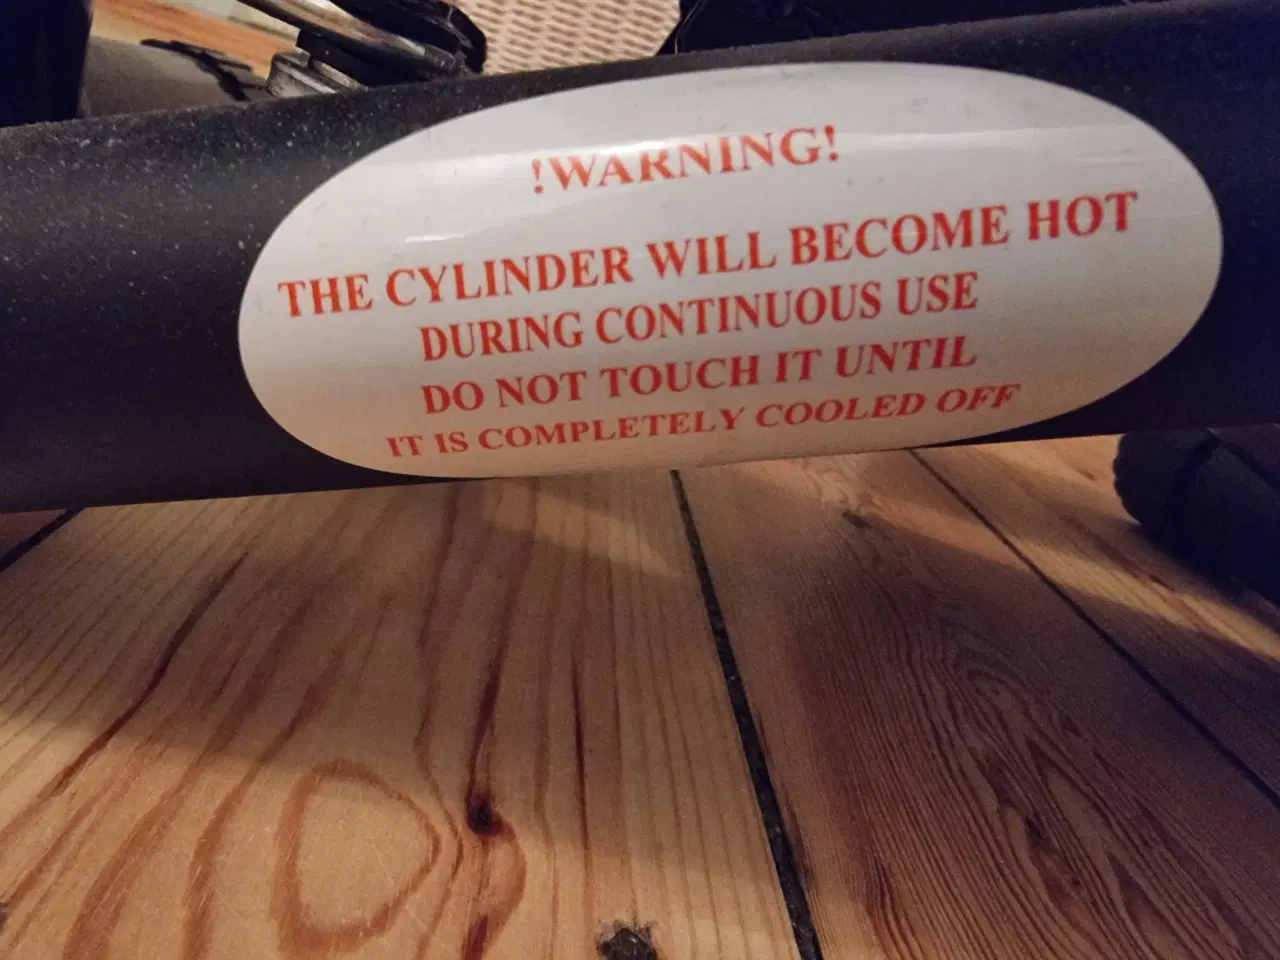 !WARNING!
THE CYLINDER WILL BECOME HOT
DURING CONTINUOUS USE
DO NOT TOUCH IT UNTIL
IT IS COMPLETELY COOLED OFF